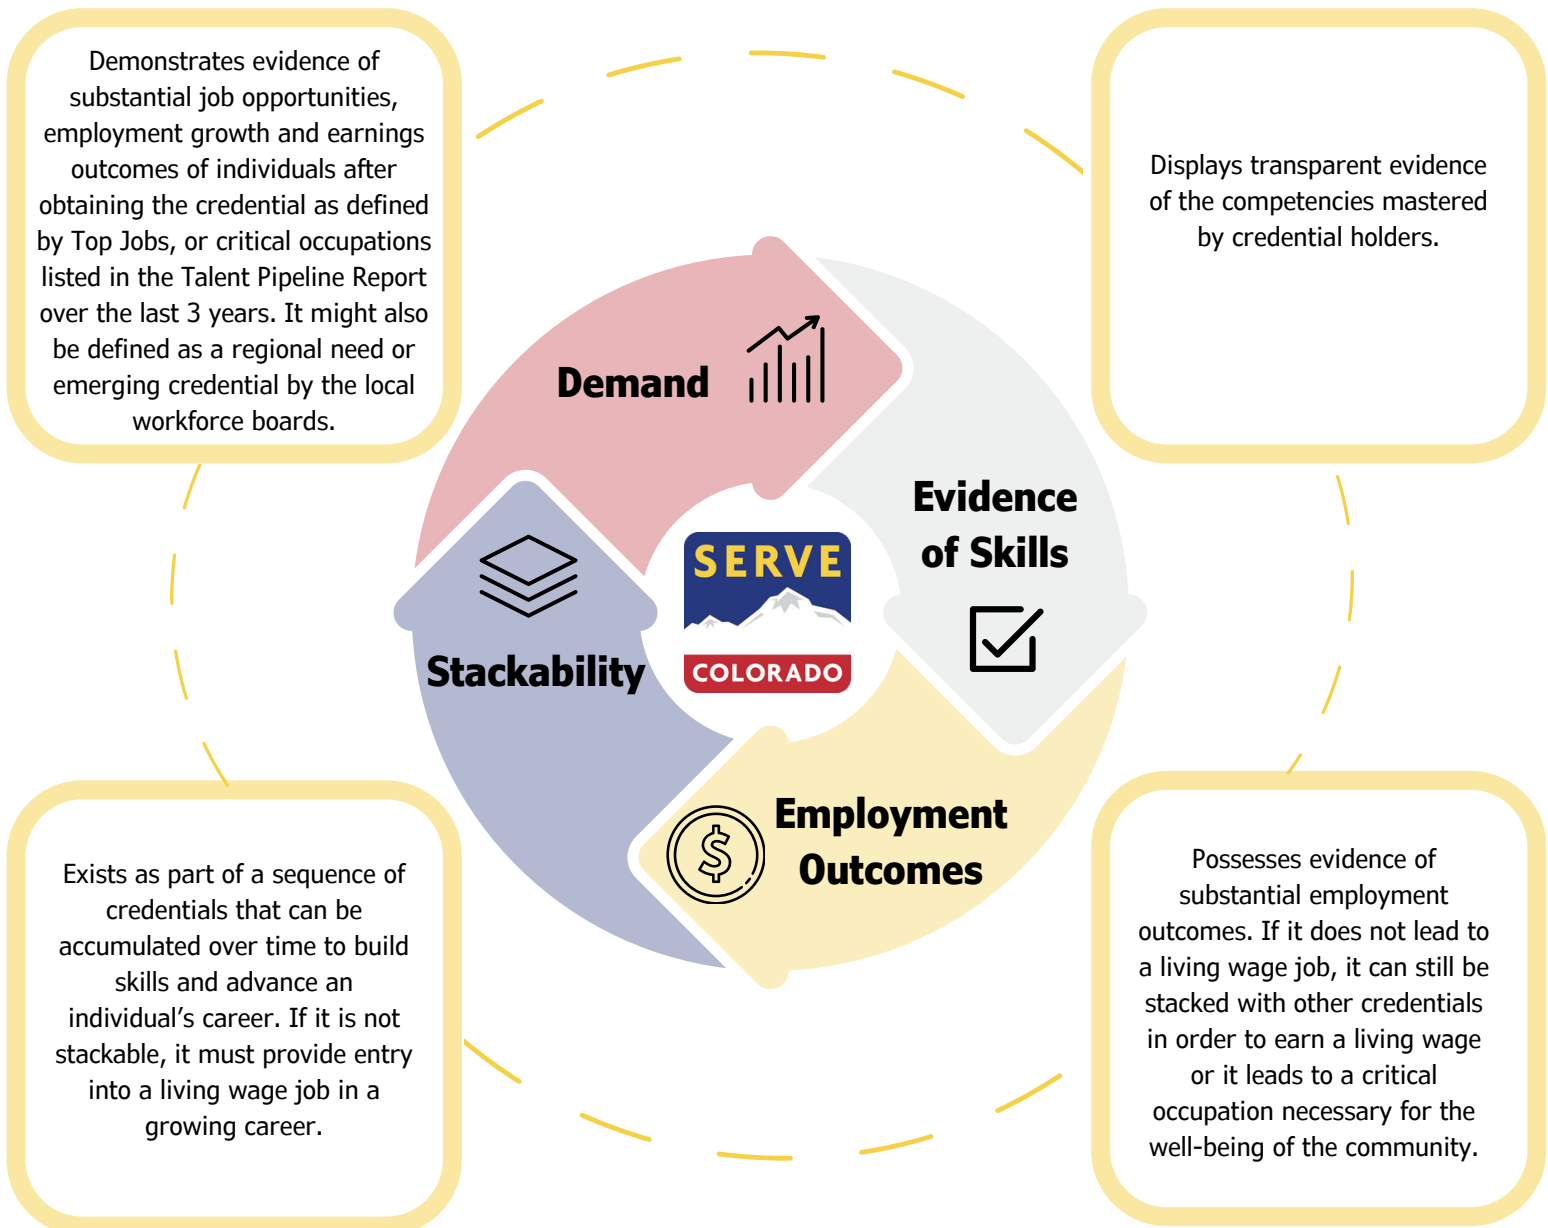 Demonstrates evidence of
substantial job opportunities,
employment growth and earnings
outcomes of individuals after
obtaining the credential as defined
by Top Jobs, or critical occupations
listed in the Talent Pipeline Report
over the last 3 years. It might also
be defined as a regional need or
emerging credential by the local
workforce boards.
Displays transparent evidence
of the competencies mastered
by credential holders.
Demand
Evidence
of Skills
SERVE
COLORADO
Stackability
Employment
Outcomes
$
Exists as part of a sequence of
credentials that can be
accumulated over time to build
skills and advance an
individual’s career. If it is not
stackable, it must provide entry
into a living wage job in a
growing career.
Possesses evidence of
substantial employment
outcomes. If it does not lead to
a living wage job, it can still be
stacked with other credentials
in order to earn a living wage
or it leads to a critical
occupation necessary for the
well-being of the community.